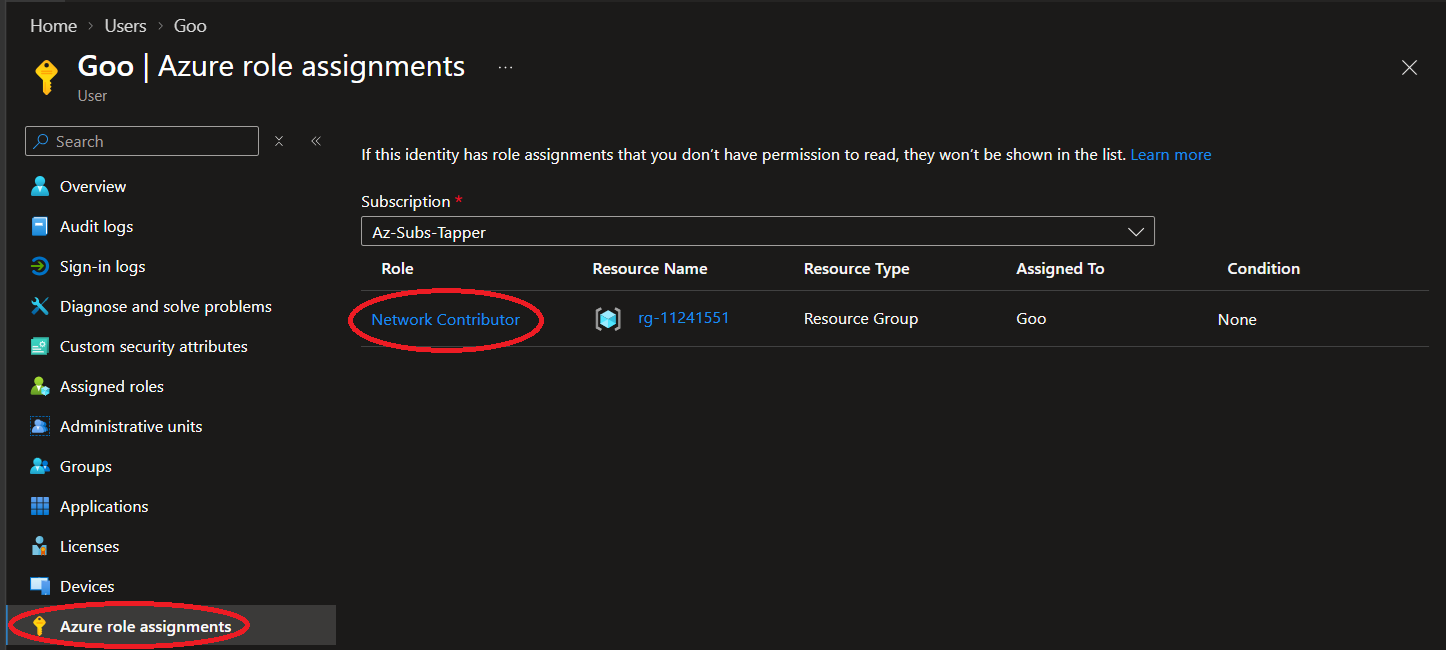 Home > Users > Goo
Goo | Azure role assignments ...
User
Search
If this identity has role assignments that you don't have permission to read, they won't be shown in the list. Learn more
Subscription *
Az-Subs-Tapper
Role Resource Name Resource Type Assigned To Condition
Network Contributor rg-11241551 Resource Group Goo None
Overview
Audit logs
Sign-in logs
Diagnose and solve problems
Custom security attributes
Assigned roles
Administrative units
Groups
Applications
Licenses
Devices
Azure role assignments